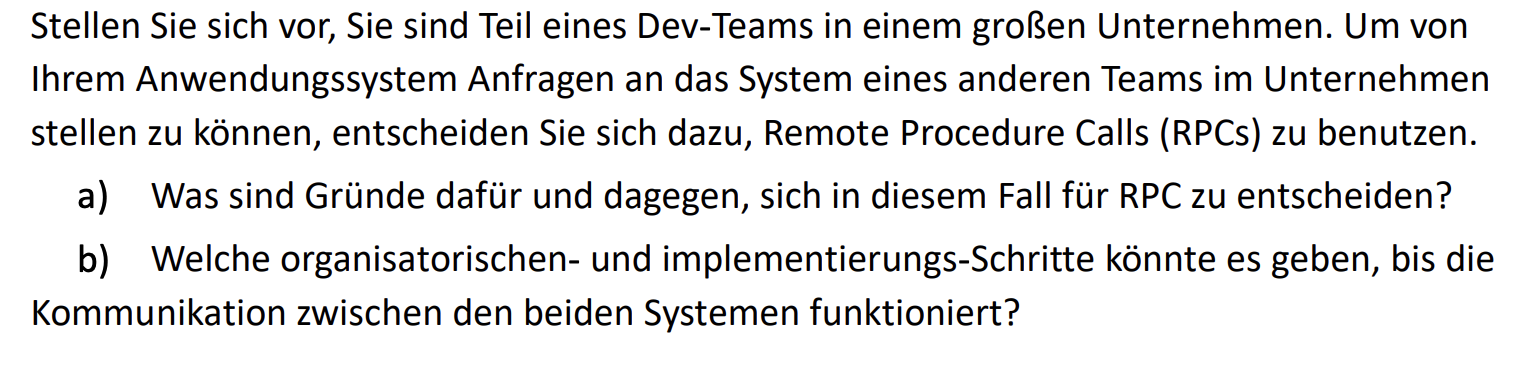 Stellen Sie sich vor, Sie sind Teil eines Dev-Teams in einem großen Unternehmen. Um von
Ihrem Anwendungssystem Anfragen an das System eines anderen Teams im Unternehmen
stellen zu können, entscheiden Sie sich dazu, Remote Procedure Calls (RPCs) zu benutzen.
a) Was sind Gründe dafür und dagegen, sich in diesem Fall für RPC zu entscheiden?
b) Welche organisatorischen- und implementierungs-Schritte könnte es geben, bis die
Kommunikation zwischen den beiden Systemen funktioniert?